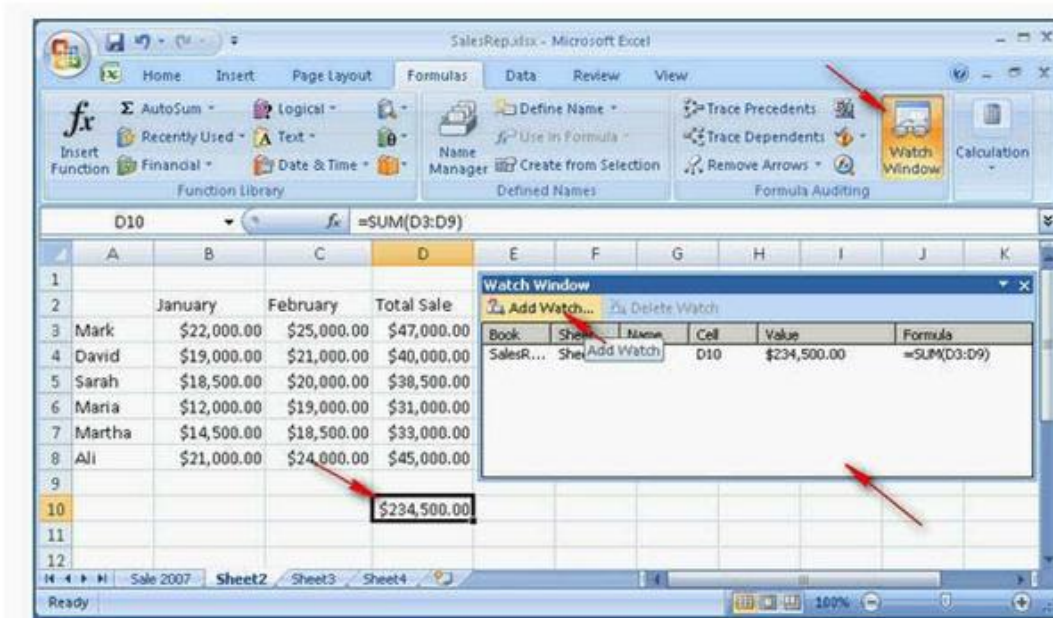 SalesRep.xlsx - Microsoft Excel
Home Insert Page Layout Formulas Data Review View
fx Insert Function
Σ AutoSum
Recently Used
Financial
Logical
Text
Date & Time
Function Library
Name Manager
Define Name
Use in Formula
Create from Selection
Defined Names
Trace Precedents
Trace Dependents
Remove Arrows
Formula Auditing
Watch Window
Calculation
D10 fx =SUM(D3:D9)
A B C D E F G H I J K
1
2 January February Total Sale
3 Mark $22,000.00 $25,000.00 $47,000.00
4 David $19,000.00 $21,000.00 $40,000.00
5 Sarah $18,500.00 $20,000.00 $38,500.00
6 Maria $12,000.00 $19,000.00 $31,000.00
7 Martha $14,500.00 $18,500.00 $33,000.00
8 Ali $21,000.00 $24,000.00 $45,000.00
9
10 $234,500.00
11
12
Watch Window
Add Watch... Delete Watch
Book Name Cell Value Formula
SalesR... D10 $234,500.00 =SUM(D3:D9)
Add Watch
Sale 2007 Sheet2 Sheet3 Sheet4
Ready 100%